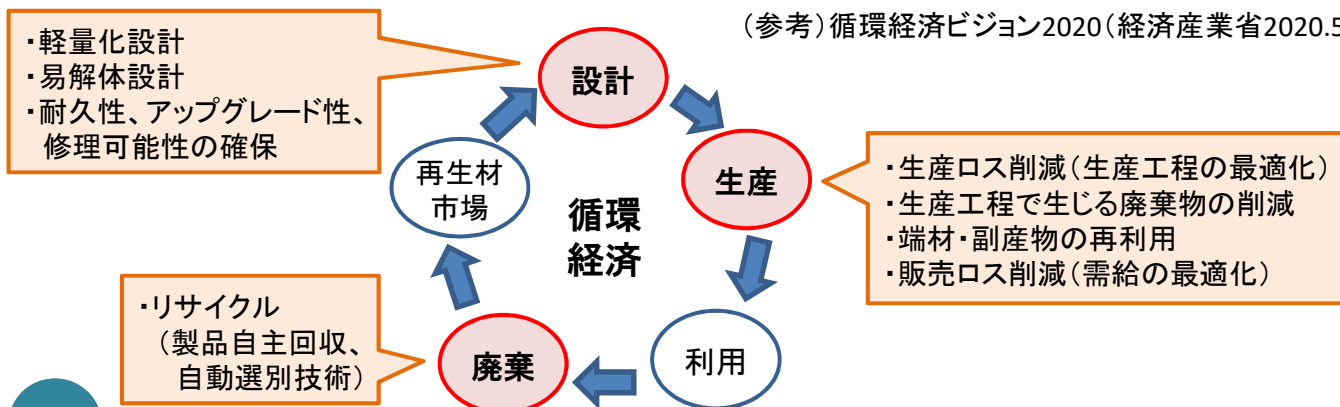 (参考)循環経済ビジョン2020(経済産業省2020.5
・軽量化設計
・易解体設計
・耐久性、アップグレード性、
修理可能性の確保
設計
生産
・生産ロス削減(生産工程の最適化)
・生産工程で生じる廃棄物の削減
・端材・副産物の再利用
・販売ロス削減(需給の最適化)
再生材
市場
循環
経済
・リサイクル
(製品自主回収、
自動選別技術)
廃棄
利用